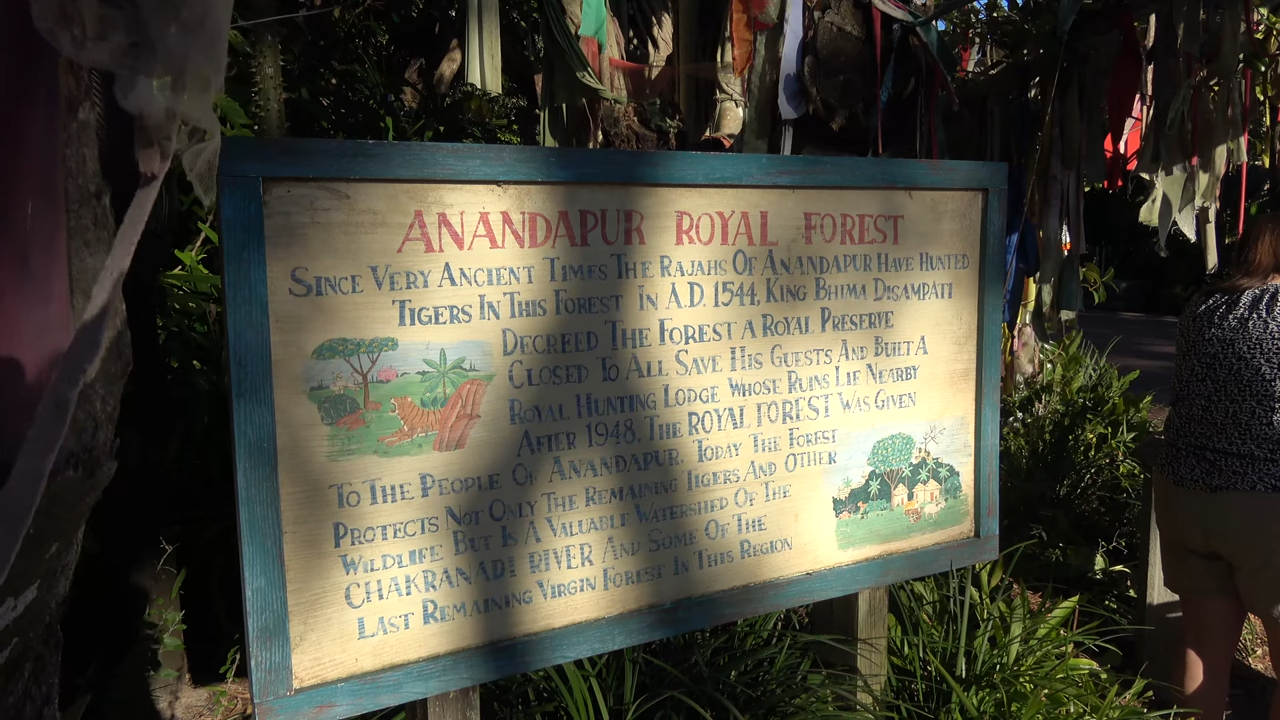 ANANDAPUR ROYAL FOREST
SINCE VERY ANCIENT TIMES THE RAJAHS OF ANANDAPUR HAVE HUNTED
TIGERS IN THIS FOREST IN A.D. 1544, KING BHIMA DISAMPATI
DECREED THE FOREST A ROYAL PRESERVE
CLOSED TO ALL SAVE HIS GUESTS AND BUILT A
ROYAL HUNTING LODGE WHOSE RUINS LIE NEARBY
AFTER 1948, THE ROYAL FOREST WAS GIVEN
TO THE PEOPLE OF ANANDAPUR. TODAY THE FOREST
PROTECTS NOT ONLY THE REMAINING TIGERS AND OTHER
WILDLIFE BUT IS A VALUABLE WATERSHED OF THE
CHAKRANADI RIVER AND SOME OF THE
LAST REMAINING VIRGIN FOREST IN THIS REGION